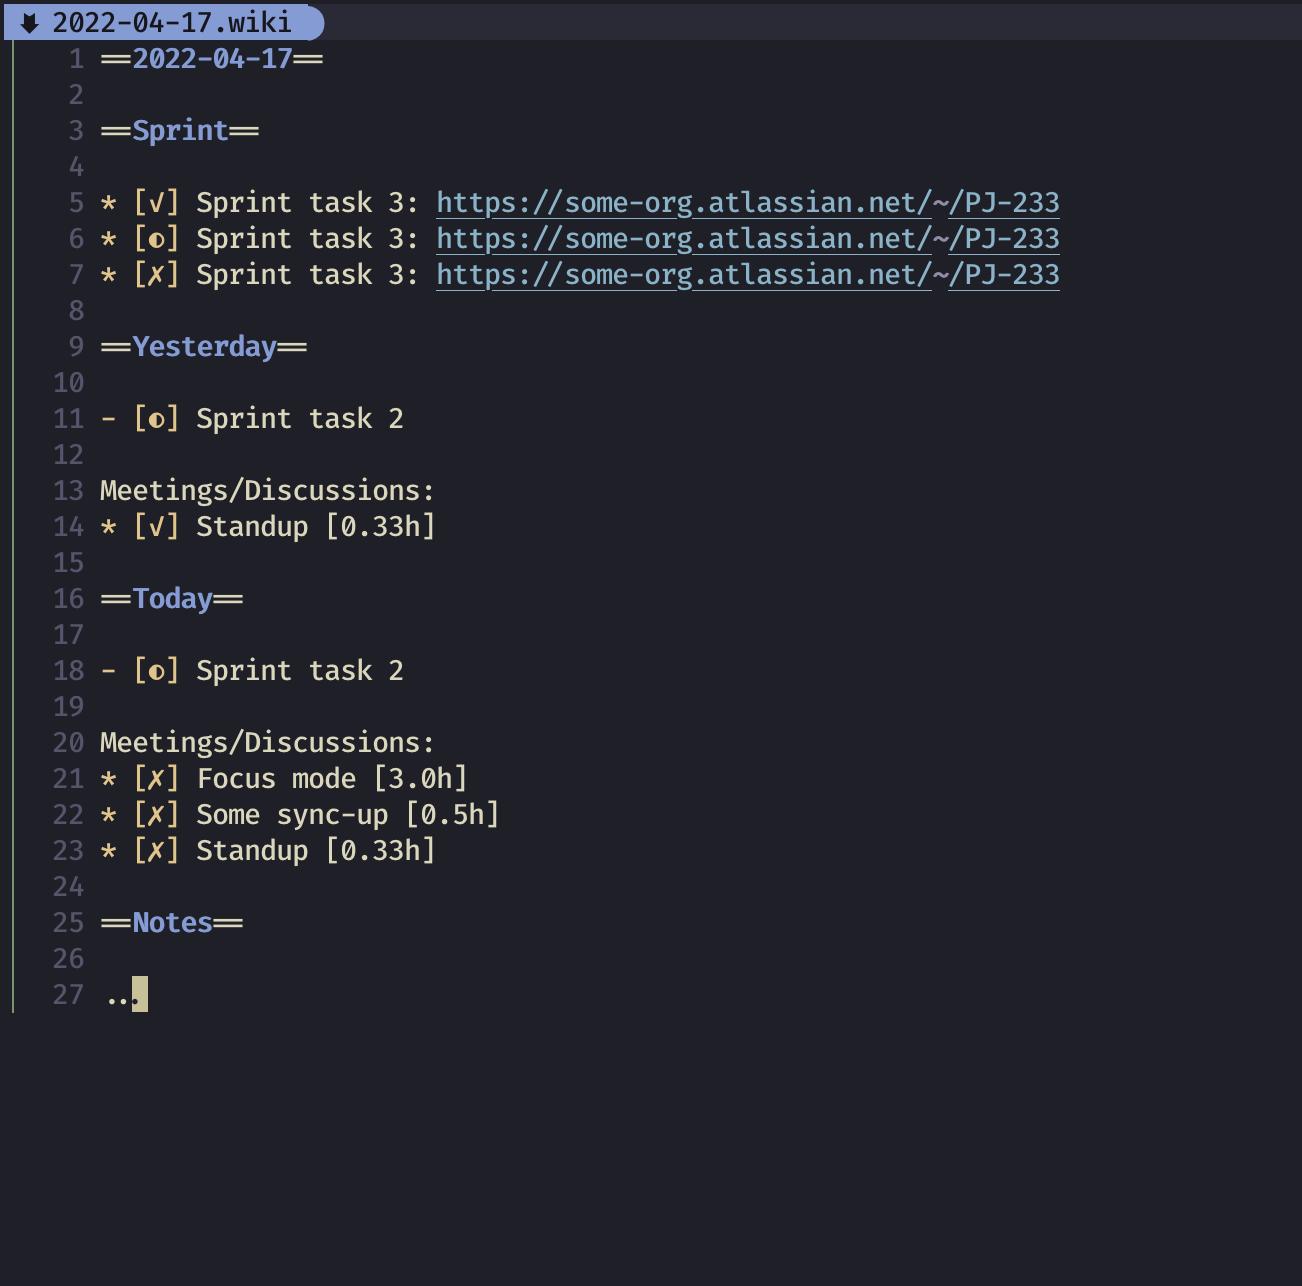 2022-04-17.wiki
1 ==2022-04-17==
2
3 ==Sprint==
4
5 * [√] Sprint task 3: https://some-org.atlassian.net/~/PJ-233
6 * [◐] Sprint task 3: https://some-org.atlassian.net/~/PJ-233
7 * [✗] Sprint task 3: https://some-org.atlassian.net/~/PJ-233
8
9 ==Yesterday==
10
11 - [◐] Sprint task 2
12
13 Meetings/Discussions:
14 * [√] Standup [0.33h]
15
16 ==Today==
17
18 - [◐] Sprint task 2
19
20 Meetings/Discussions:
21 * [✗] Focus mode [3.0h]
22 * [✗] Some sync-up [0.5h]
23 * [✗] Standup [0.33h]
24
25 ==Notes==
26
27 ...